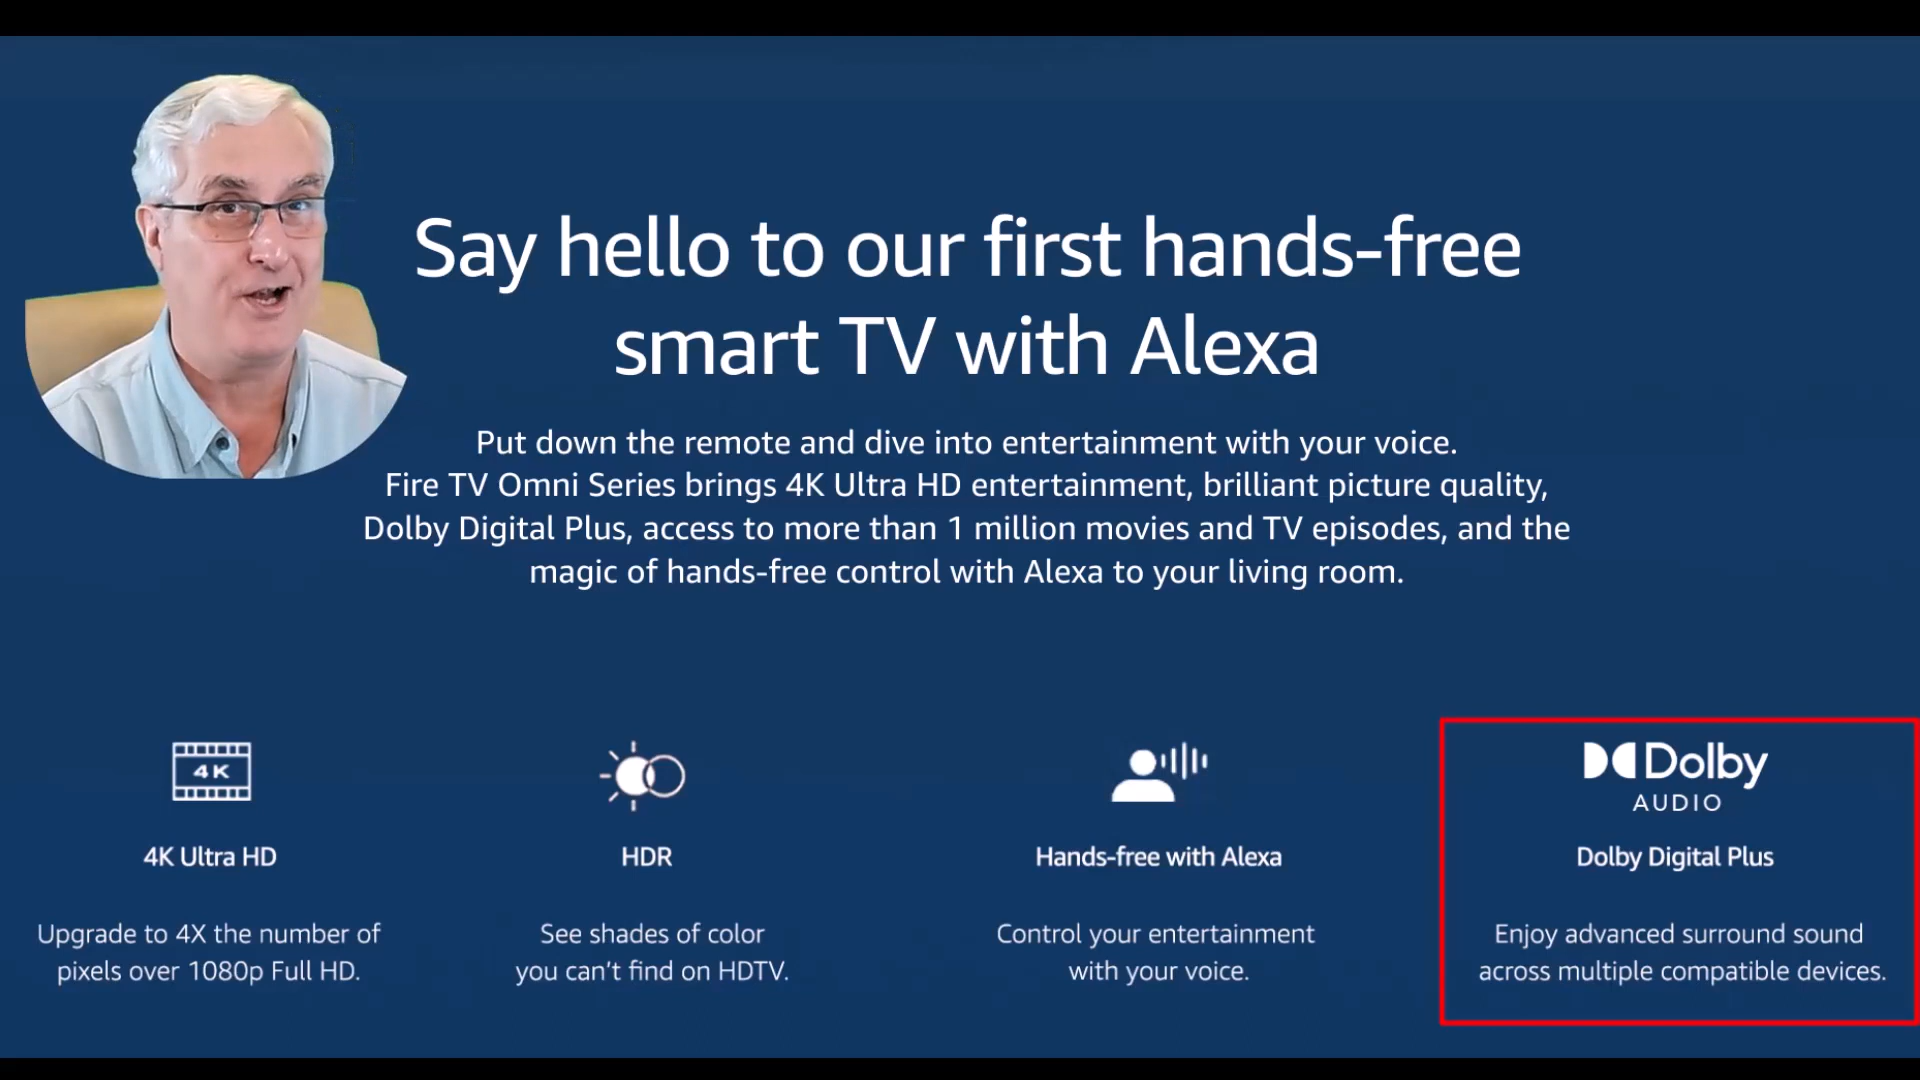 Say hello to our first hands-free
smart TV with Alexa
Put down the remote and dive into entertainment with your voice.
Fire TV Omni Series brings 4K Ultra HD entertainment, brilliant picture quality,
Dolby Digital Plus, access to more than 1 million movies and TV episodes, and the
magic of hands-free control with Alexa to your living room.
4K
4K Ultra HD
Upgrade to 4X the number of
pixels over 1080p Full HD.
HDR
See shades of color
you can't find on HDTV.
Hands-free with Alexa
Control your entertainment
with your voice.
Dolby
AUDIO
Dolby Digital Plus
Enjoy advanced surround sound
across multiple compatible devices.